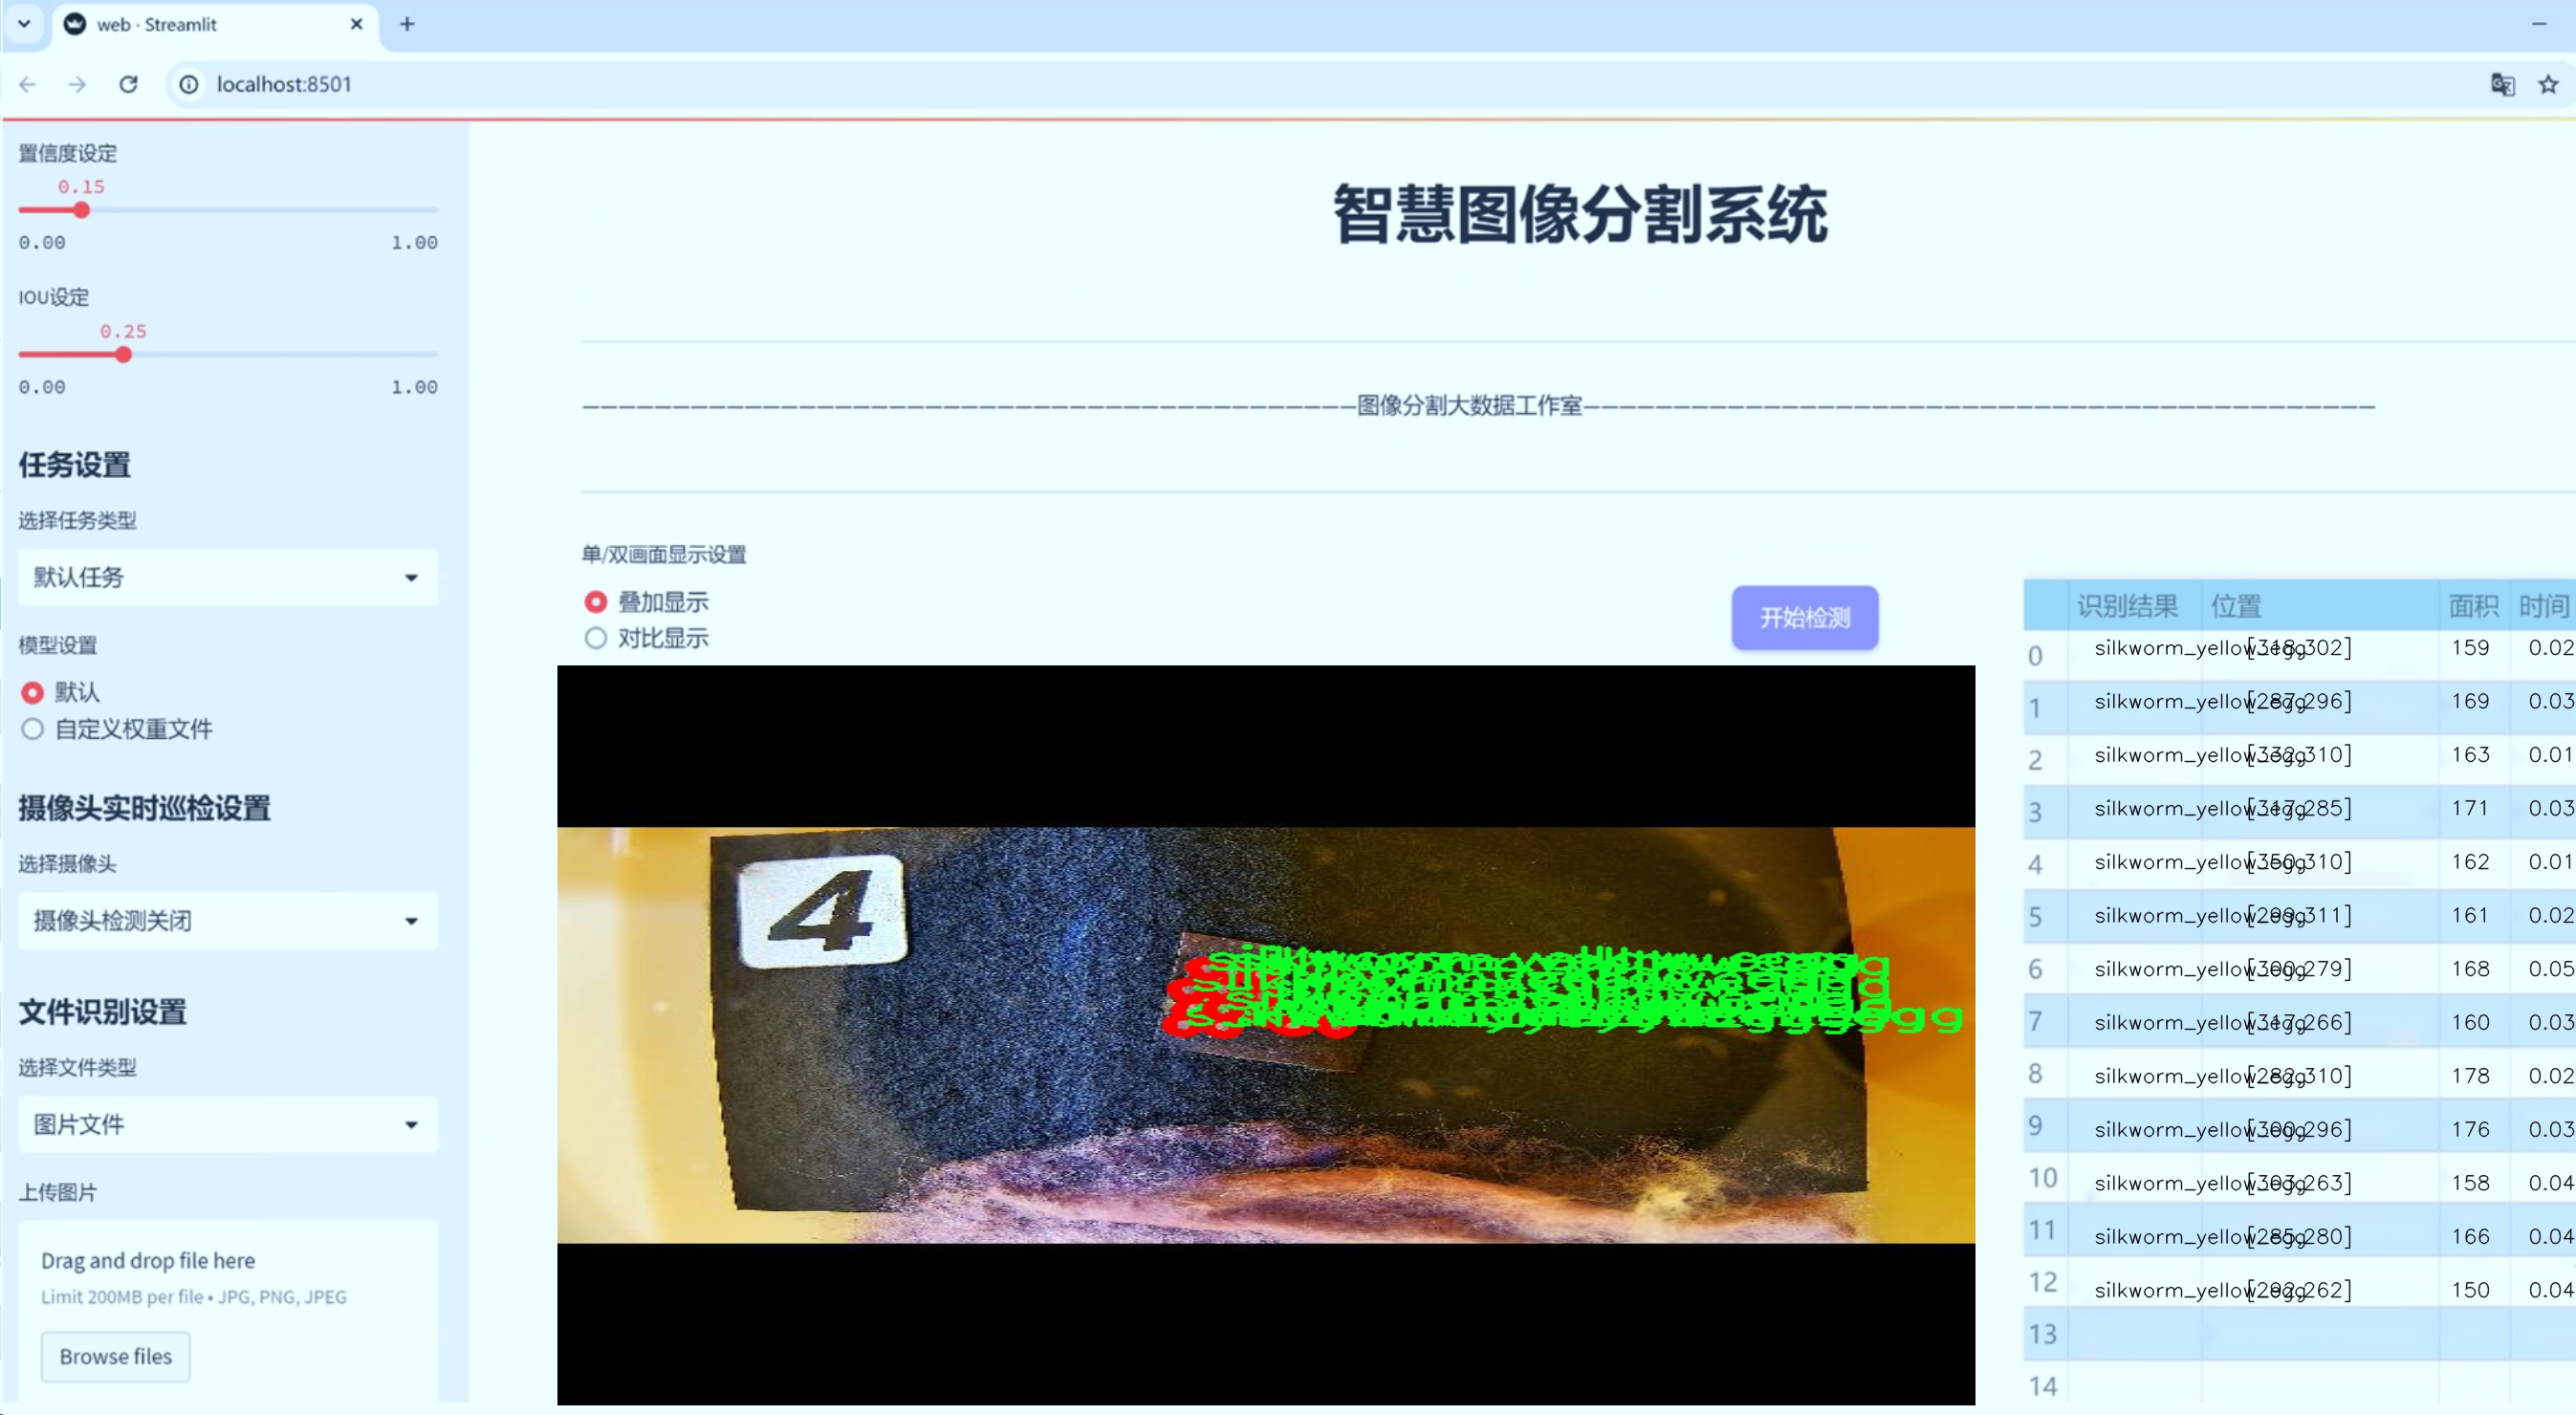 web · Streamlit
localhost:8501
置信度设定
0.15
0.00 1.00
IOU设定
0.25
0.00 1.00
任务设置
选择任务类型
默认任务
模型设置
默认
自定义权重文件
摄像头实时巡检设置
选择摄像头
摄像头检测关闭
文件识别设置
选择文件类型
图片文件
上传图片
Drag and drop file here
Limit 200MB per file • JPG, PNG, JPEG
Browse files
智慧图像分割系统
图像分割大数据工作室
单/双画面显示设置
叠加显示
对比显示
开始检测
4
识别结果 位置 面积 时间
0 silkworm_yellow_egg [318,302] 159 0.02
1 silkworm_yellow_egg [287,296] 169 0.03
2 silkworm_yellow_egg [332,310] 163 0.01
3 silkworm_yellow_egg [317,285] 171 0.03
4 silkworm_yellow_egg [350,310] 162 0.01
5 silkworm_yellow_egg [299,311] 161 0.02
6 silkworm_yellow_egg [300,279] 168 0.05
7 silkworm_yellow_egg [317,266] 160 0.03
8 silkworm_yellow_egg [282,310] 178 0.02
9 silkworm_yellow_egg [300,296] 176 0.03
10 silkworm_yellow_egg [303,263] 158 0.04
11 silkworm_yellow_egg [285,280] 166 0.04
12 silkworm_yellow_egg [292,262] 150 0.04
13
14